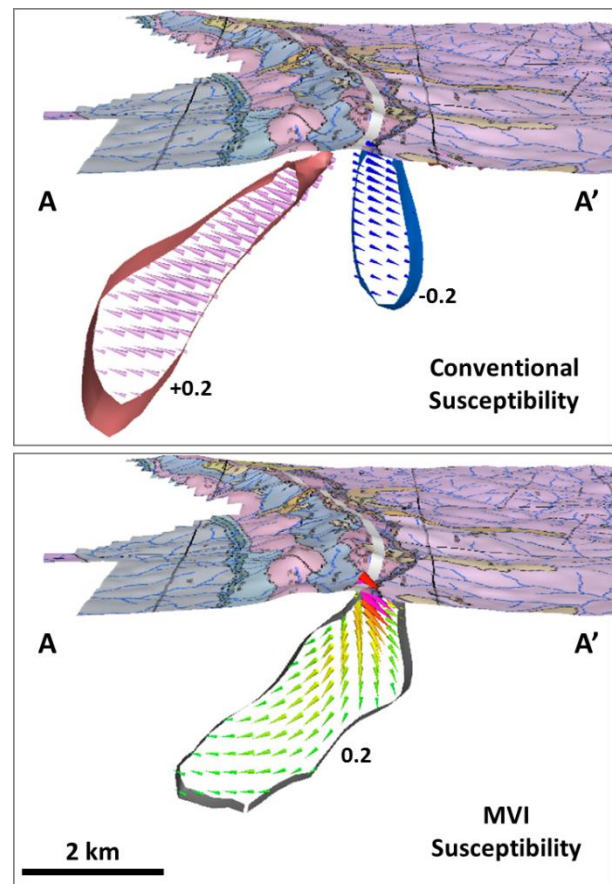 A
A’
-0.2
+0.2
Conventional
Susceptibility
A
A’
0.2
MVI
Susceptibility
2 km